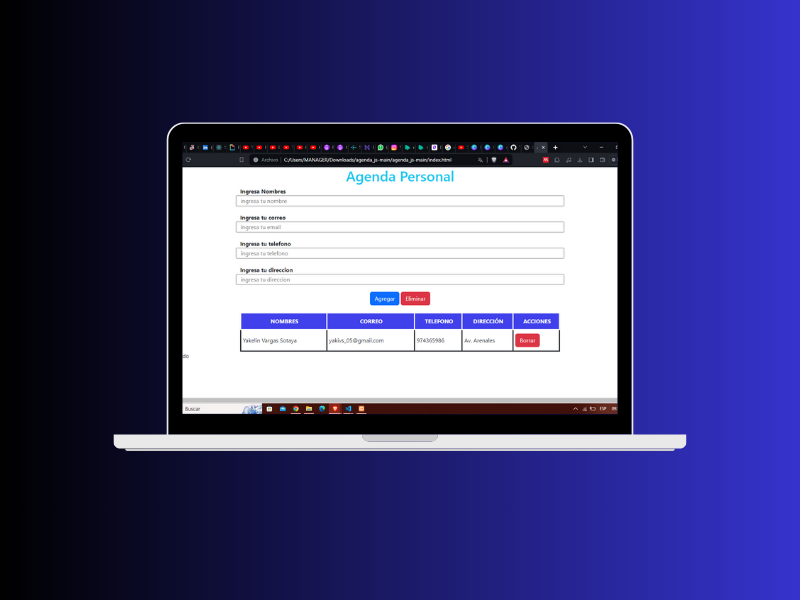 Archivo C:/Users/MANAGER/Downloads/agenda_js-main/agenda_js-main/index.html
Agenda Personal
Ingresa Nombres
ingresa tu nombre
Ingresa tu correo
ingresa tu email
Ingresa tu telefono
ingresa tu telefono
Ingresa tu direccion
ingresa tu direccion
Agregar Eliminar
NOMBRES CORREO TELEFONO DIRECCIÓN ACCIONES
Yakelin Vargas Sotaya yakivs_05@gmail.com 974365986 Av. Arenales Borrar
do
Buscar ESP